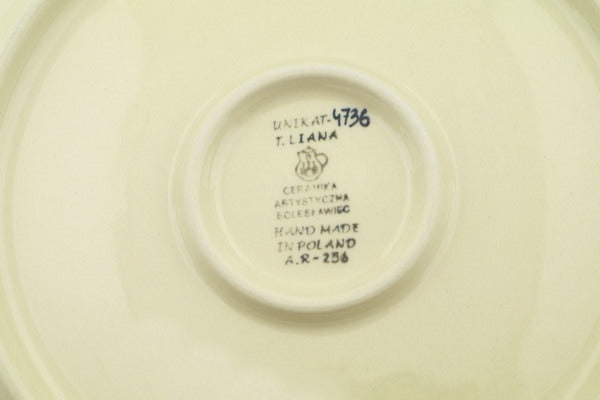 UNIKAT-4736
T. LIANA
CERAMIKA
ARTYSTYCZNA
BOLESŁAWIEC
HAND MADE
IN POLAND
A.R-256